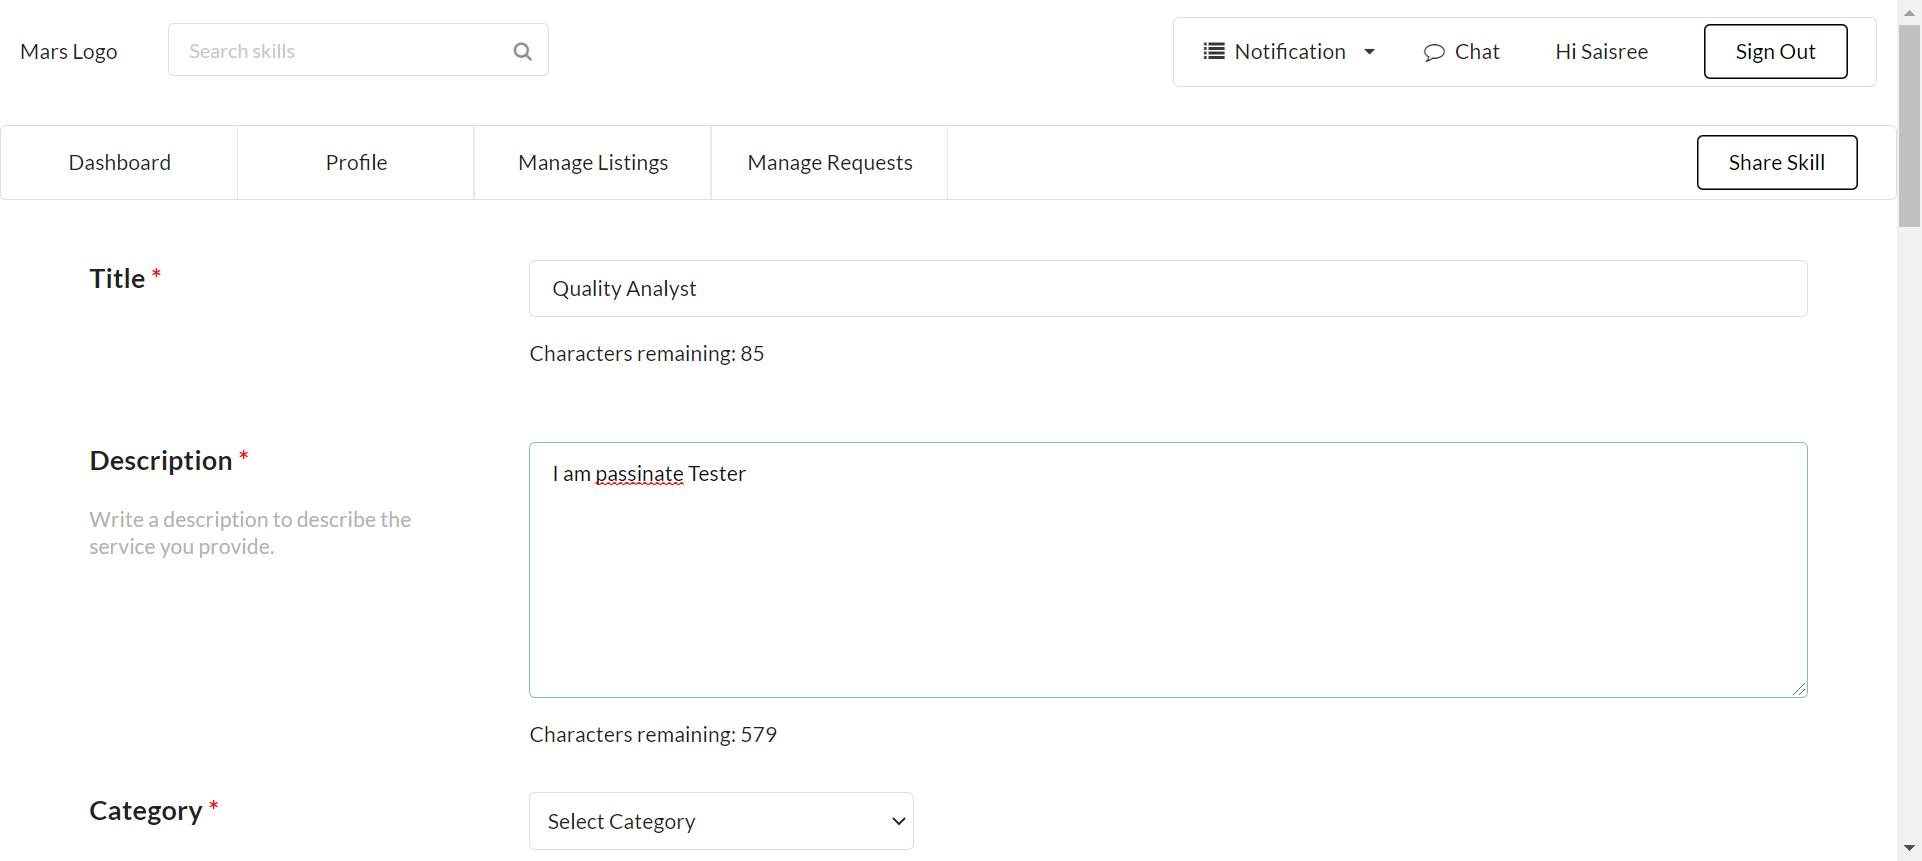 Mars Logo
Search skills
Notification
Chat
Hi Saisree
Sign Out
Dashboard
Profile
Manage Listings
Manage Requests
Share Skill
Title *
Quality Analyst
Characters remaining: 85
Description *
I am passinate Tester
Write a description to describe the
service you provide.
Characters remaining: 579
Category *
Select Category